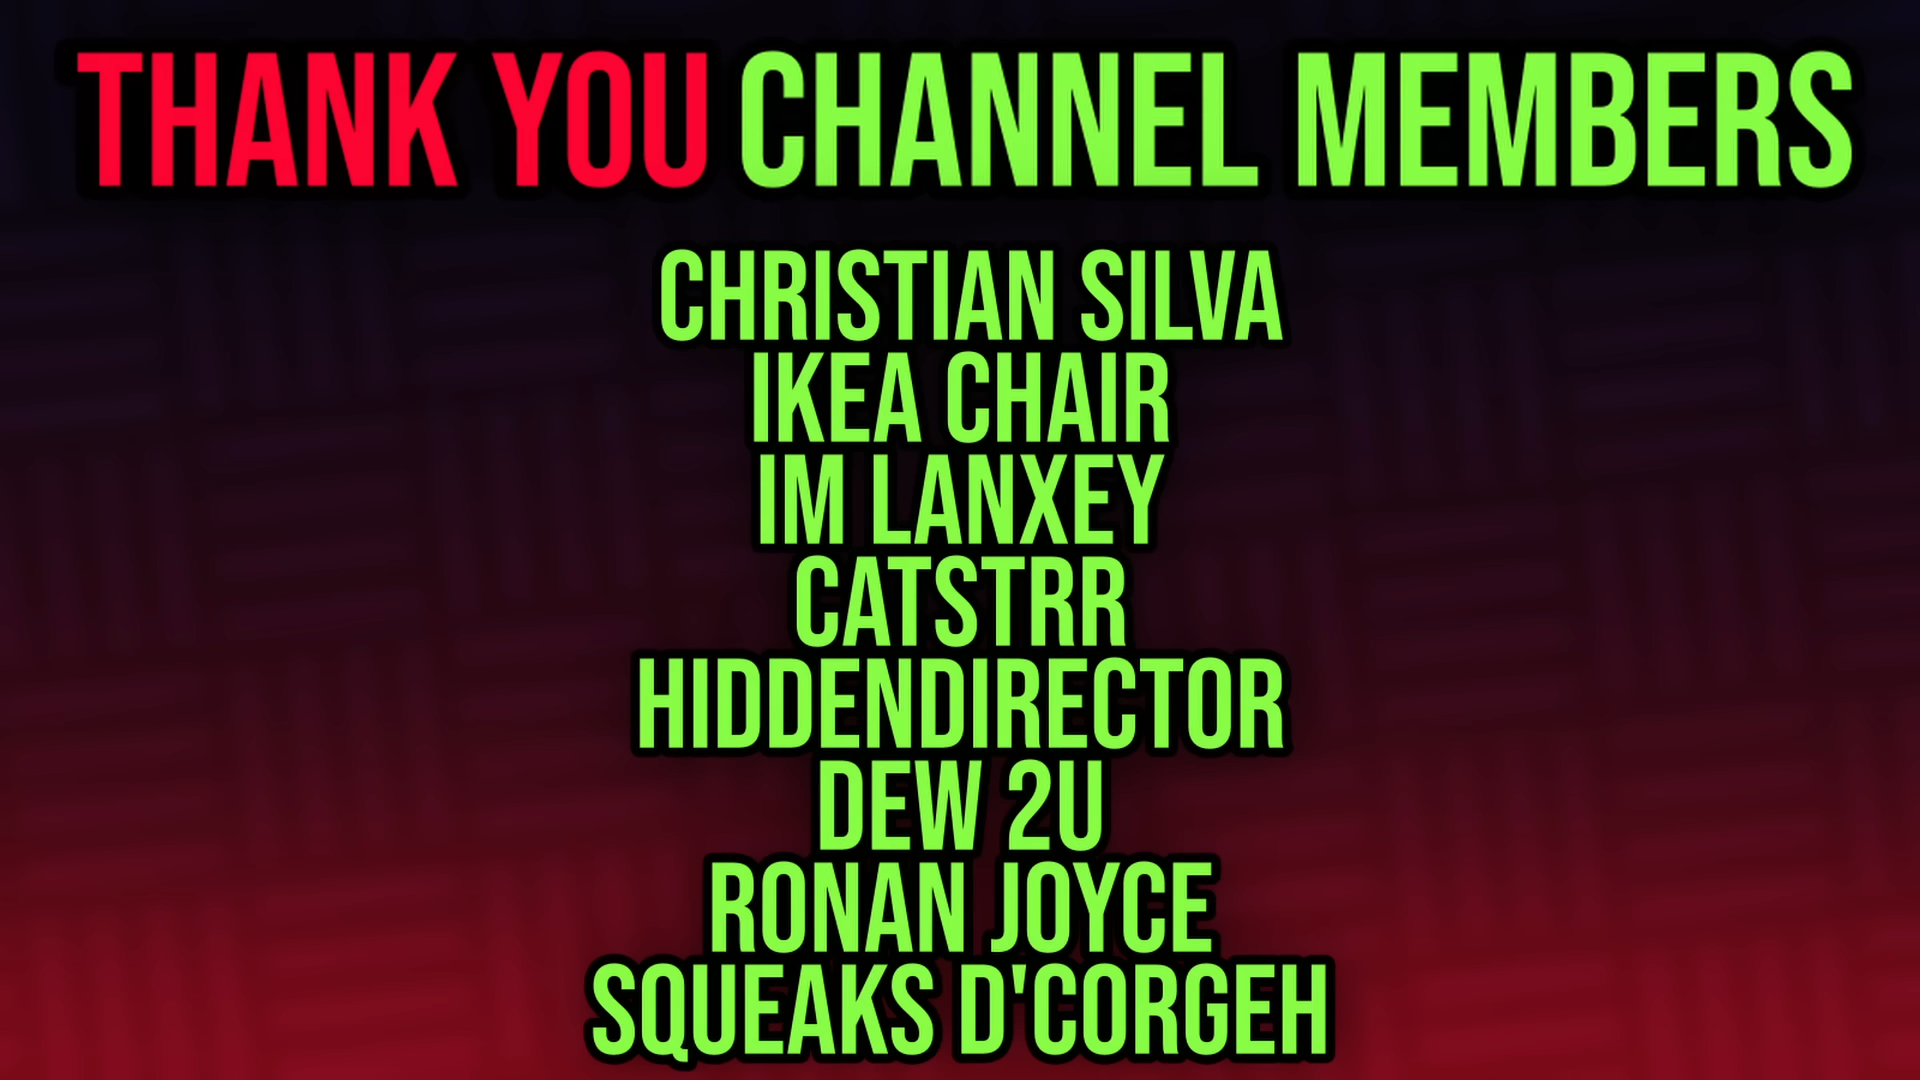 THANK YOU CHANNEL MEMBERS
CHRISTIAN SILVA
IKEA CHAIR
IM LANXEY
CATSTRR
HIDDENDIRECTOR
DEW 2U
RONAN JOYCE
SQUEAKS D'CORGEH